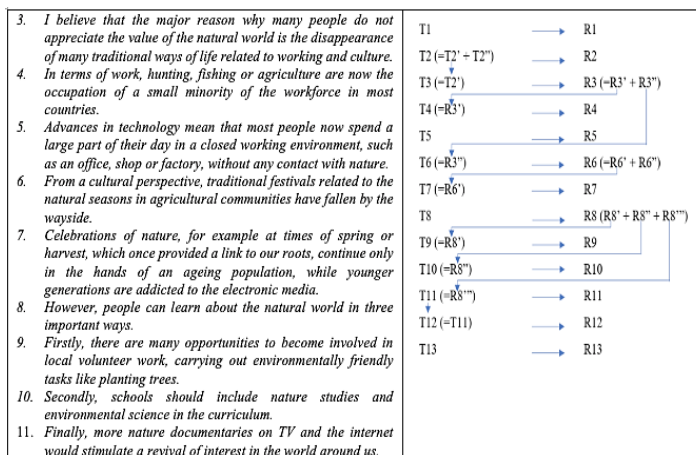 3. I believe that the major reason why many people do not
appreciate the value of the natural world is the disappearance
of many traditional ways of life related to working and culture.
4. In terms of work, hunting, fishing or agriculture are now the
occupation of a small minority of the workforce in most
countries.
5. Advances in technology mean that most people now spend a
large part of their day in a closed working environment, such
as an office, shop or factory, without any contact with nature.
6. From a cultural perspective, traditional festivals related to the
natural seasons in agricultural communities have fallen by the
wayside.
7. Celebrations of nature, for example at times of spring or
harvest, which once provided a link to our roots, continue only
in the hands of an ageing population, while younger
generations are addicted to the electronic media.
8. However, people can learn about the natural world in three
important ways.
9. Firstly, there are many opportunities to become involved in
local volunteer work, carrying out environmentally friendly
tasks like planting trees.
10. Secondly, schools should include nature studies and
environmental science in the curriculum.
11. Finally, more nature documentaries on TV and the internet
would stimulate a revival of interest in the world around us.
T1 R1
T2 (=T2' + T2") R2
T3 (=T2') R3 (=R3' + R3")
T4 (=R3') R4
T5 R5
T6 (=R3") R6 (=R6' + R6")
T7 (=R6') R7
T8 R8 (R8' + R8" + R8'")
T9 (=R8') R9
T10 (=R8") R10
T11 (=R8'") R11
T12 (=T11) R12
T13 R13